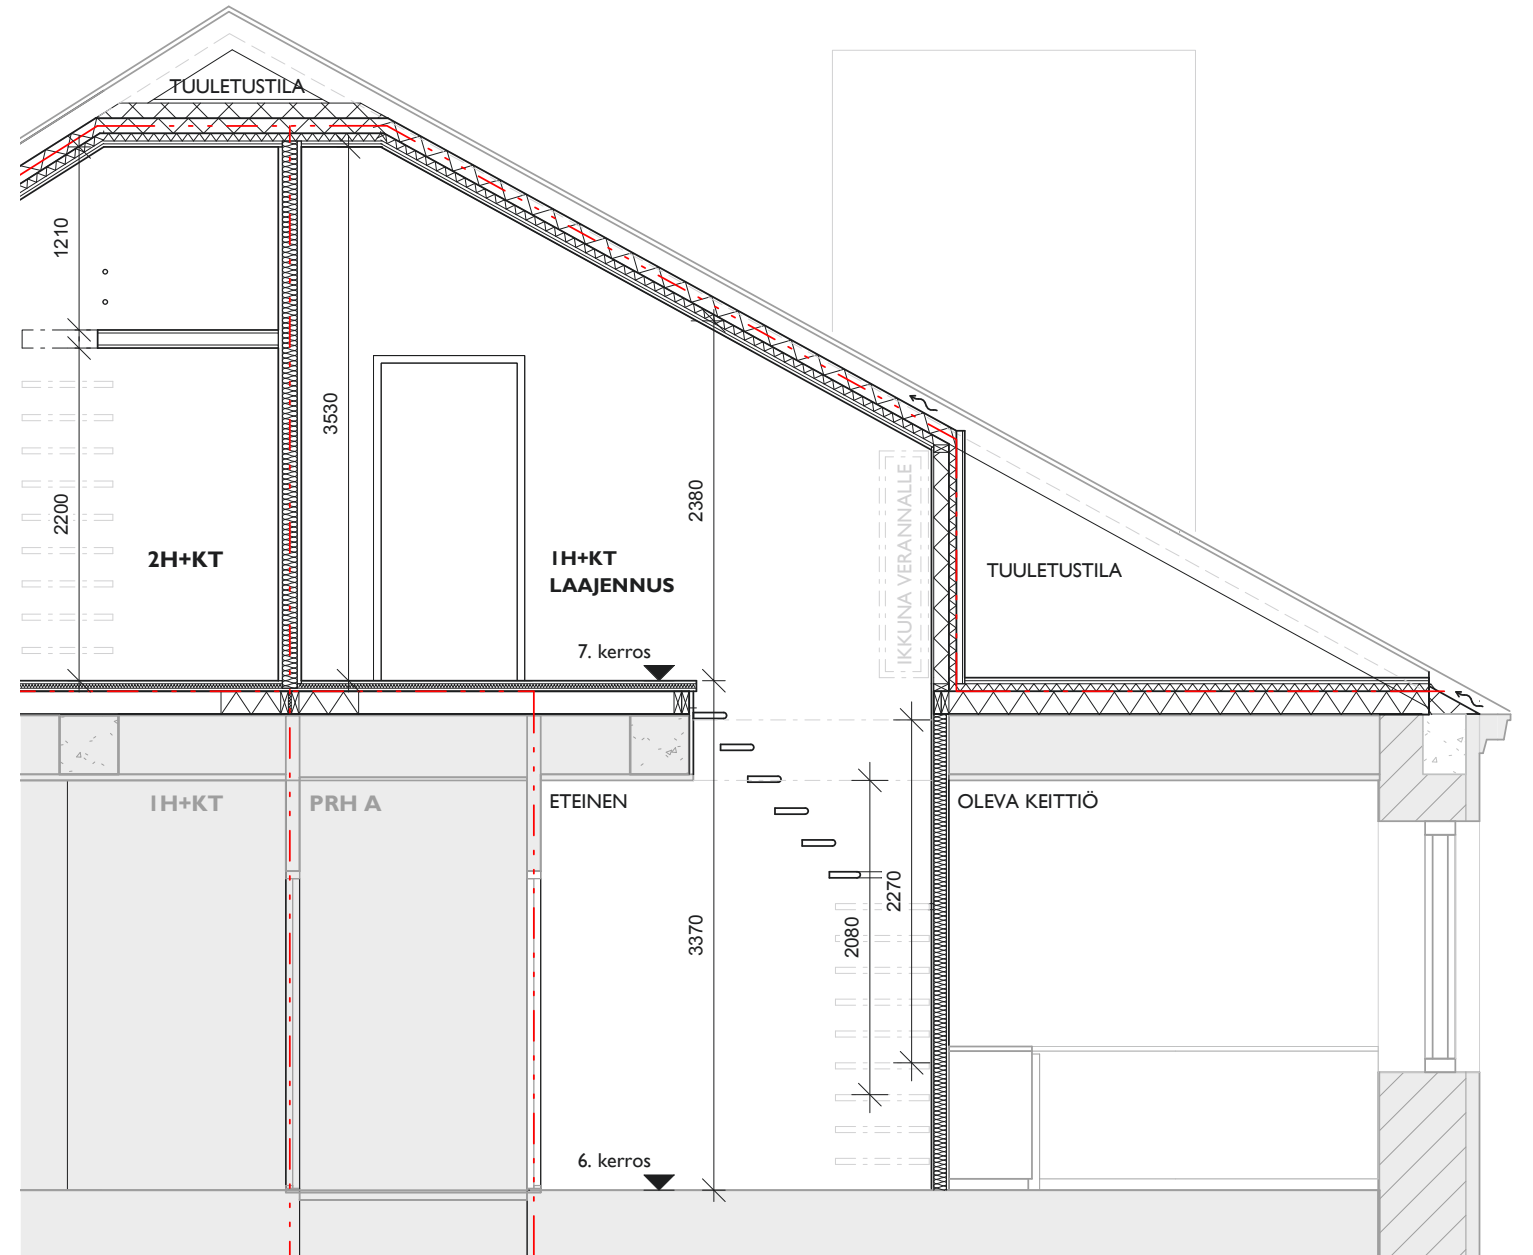 TUULETUSTILA
1210
3530
2200
2380
2H+KT
1H+KT
LAAJENNUS
IKKUNA VERANNALLE
TUULETUSTILA
7. kerros
1H+KT
PRH A
ETEINEN
OLEVA KEITTIÖ
2270
2080
3370
6. kerros